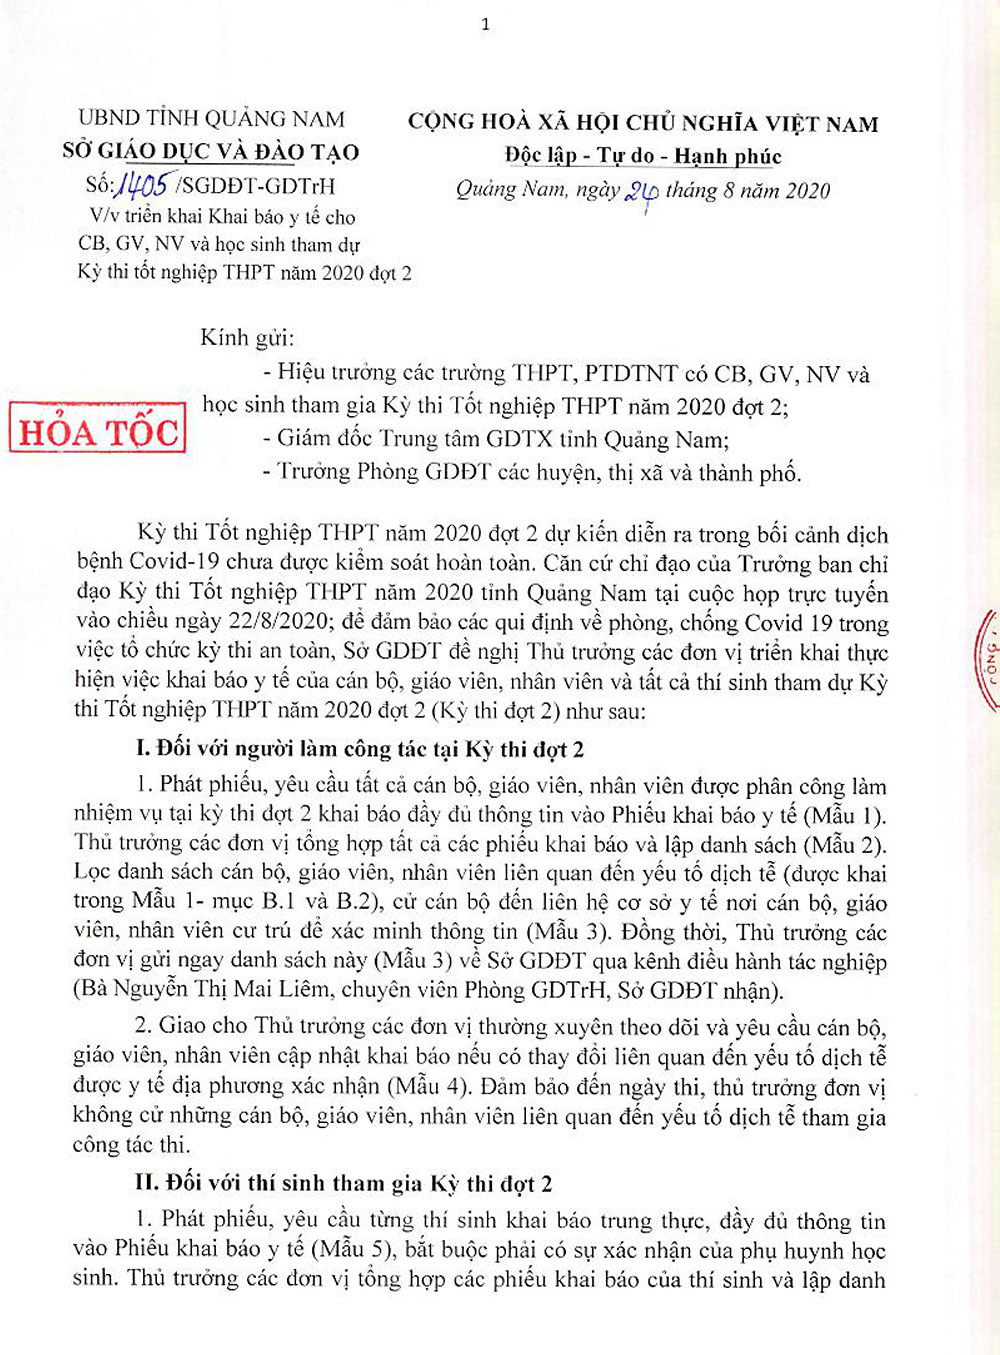 1
UBND TỈNH QUẢNG NAM
SỞ GIÁO DỤC VÀ ĐÀO TẠO
Số: 1405/SGDĐT-GDTrH
V/v triển khai Khai báo y tế cho
CB, GV, NV và học sinh tham dự
Kỳ thi tốt nghiệp THPT năm 2020 đợt 2
CỘNG HOÀ XÃ HỘI CHỦ NGHĨA VIỆT NAM
Độc lập - Tự do - Hạnh phúc
Quảng Nam, ngày 24 tháng 8 năm 2020
HỎA TỐC
Kính gửi:
- Hiệu trưởng các trường THPT, PTDTNT có CB, GV, NV và
học sinh tham gia Kỳ thi Tốt nghiệp THPT năm 2020 đợt 2;
- Giám đốc Trung tâm GDTX tỉnh Quảng Nam;
- Trưởng Phòng GDĐT các huyện, thị xã và thành phố.
Kỳ thi Tốt nghiệp THPT năm 2020 đợt 2 dự kiến diễn ra trong bối cảnh dịch
bệnh Covid-19 chưa được kiểm soát hoàn toàn. Căn cứ chỉ đạo của Trưởng ban chỉ
đạo Kỳ thi Tốt nghiệp THPT năm 2020 tỉnh Quảng Nam tại cuộc họp trực tuyến
vào chiều ngày 22/8/2020; để đảm bảo các qui định về phòng, chống Covid 19 trong
việc tổ chức kỳ thi an toàn, Sở GDĐT đề nghị Thủ trưởng các đơn vị triển khai thực
hiện việc khai báo y tế của cán bộ, giáo viên, nhân viên và tất cả thí sinh tham dự Kỳ
thi Tốt nghiệp THPT năm 2020 đợt 2 (Kỳ thi đợt 2) như sau:
I. Đối với người làm công tác tại Kỳ thi đợt 2
1. Phát phiếu, yêu cầu tất cả cán bộ, giáo viên, nhân viên được phân công làm
nhiệm vụ tại kỳ thi đợt 2 khai báo đầy đủ thông tin vào Phiếu khai báo y tế (Mẫu 1).
Thủ trưởng các đơn vị tổng hợp tất cả các phiếu khai báo và lập danh sách (Mẫu 2).
Lọc danh sách cán bộ, giáo viên, nhân viên liên quan đến yếu tố dịch tễ (được khai
trong Mẫu 1- mục B.1 và B.2), cử cán bộ đến liên hệ cơ sở y tế nơi cán bộ, giáo
viên, nhân viên cư trú để xác minh thông tin (Mẫu 3). Đồng thời, Thủ trưởng các
đơn vị gửi ngay danh sách này (Mẫu 3) về Sở GDĐT qua kênh điều hành tác nghiệp
(Bà Nguyễn Thị Mai Liêm, chuyên viên Phòng GDTrH, Sở GDĐT nhận).
2. Giao cho Thủ trưởng các đơn vị thường xuyên theo dõi và yêu cầu cán bộ,
giáo viên, nhân viên cập nhật khai báo nếu có thay đổi liên quan đến yếu tố dịch tễ
được y tế địa phương xác nhận (Mẫu 4). Đảm bảo đến ngày thi, thủ trưởng đơn vị
không cử những cán bộ, giáo viên, nhân viên liên quan đến yếu tố dịch tễ tham gia
công tác thi.
II. Đối với thí sinh tham gia Kỳ thi đợt 2
1. Phát phiếu, yêu cầu từng thí sinh khai báo trung thực, đầy đủ thông tin
vào Phiếu khai báo y tế (Mẫu 5), bắt buộc phải có sự xác nhận của phụ huynh học
sinh. Thủ trưởng các đơn vị tổng hợp các phiếu khai báo của thí sinh và lập danh